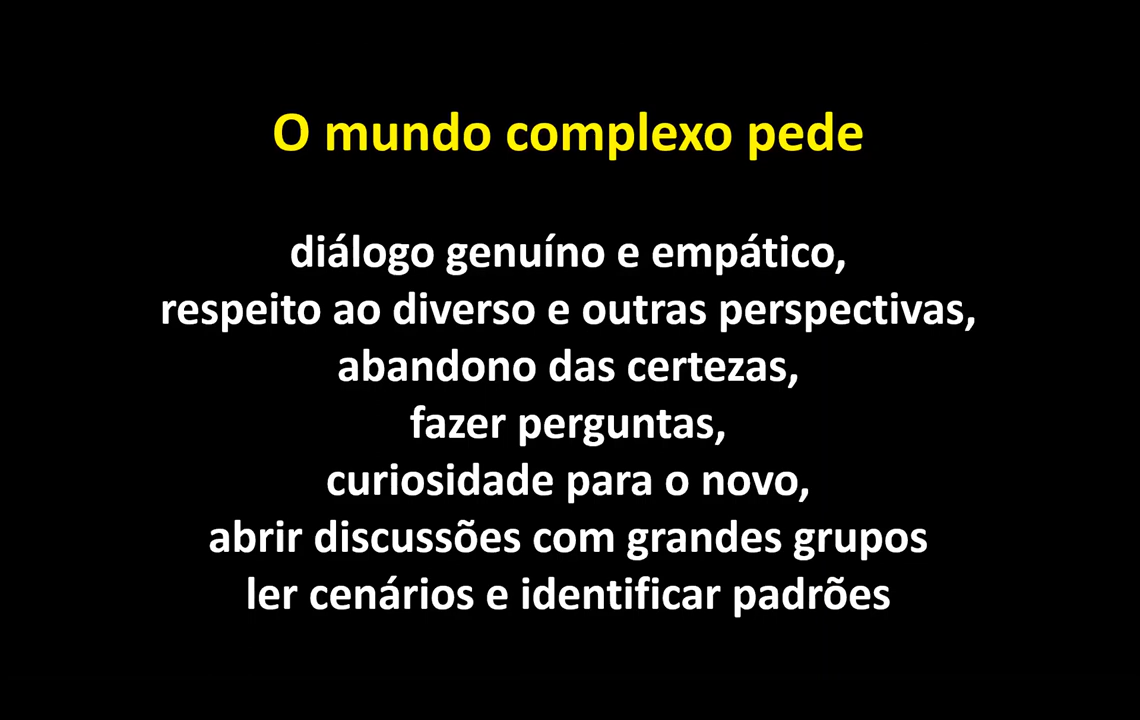 O mundo complexo pede
diálogo genuíno e empático,
respeito ao diverso e outras perspectivas,
abandono das certezas,
fazer perguntas,
curiosidade para o novo,
abrir discussões com grandes grupos
ler cenários e identificar padrões